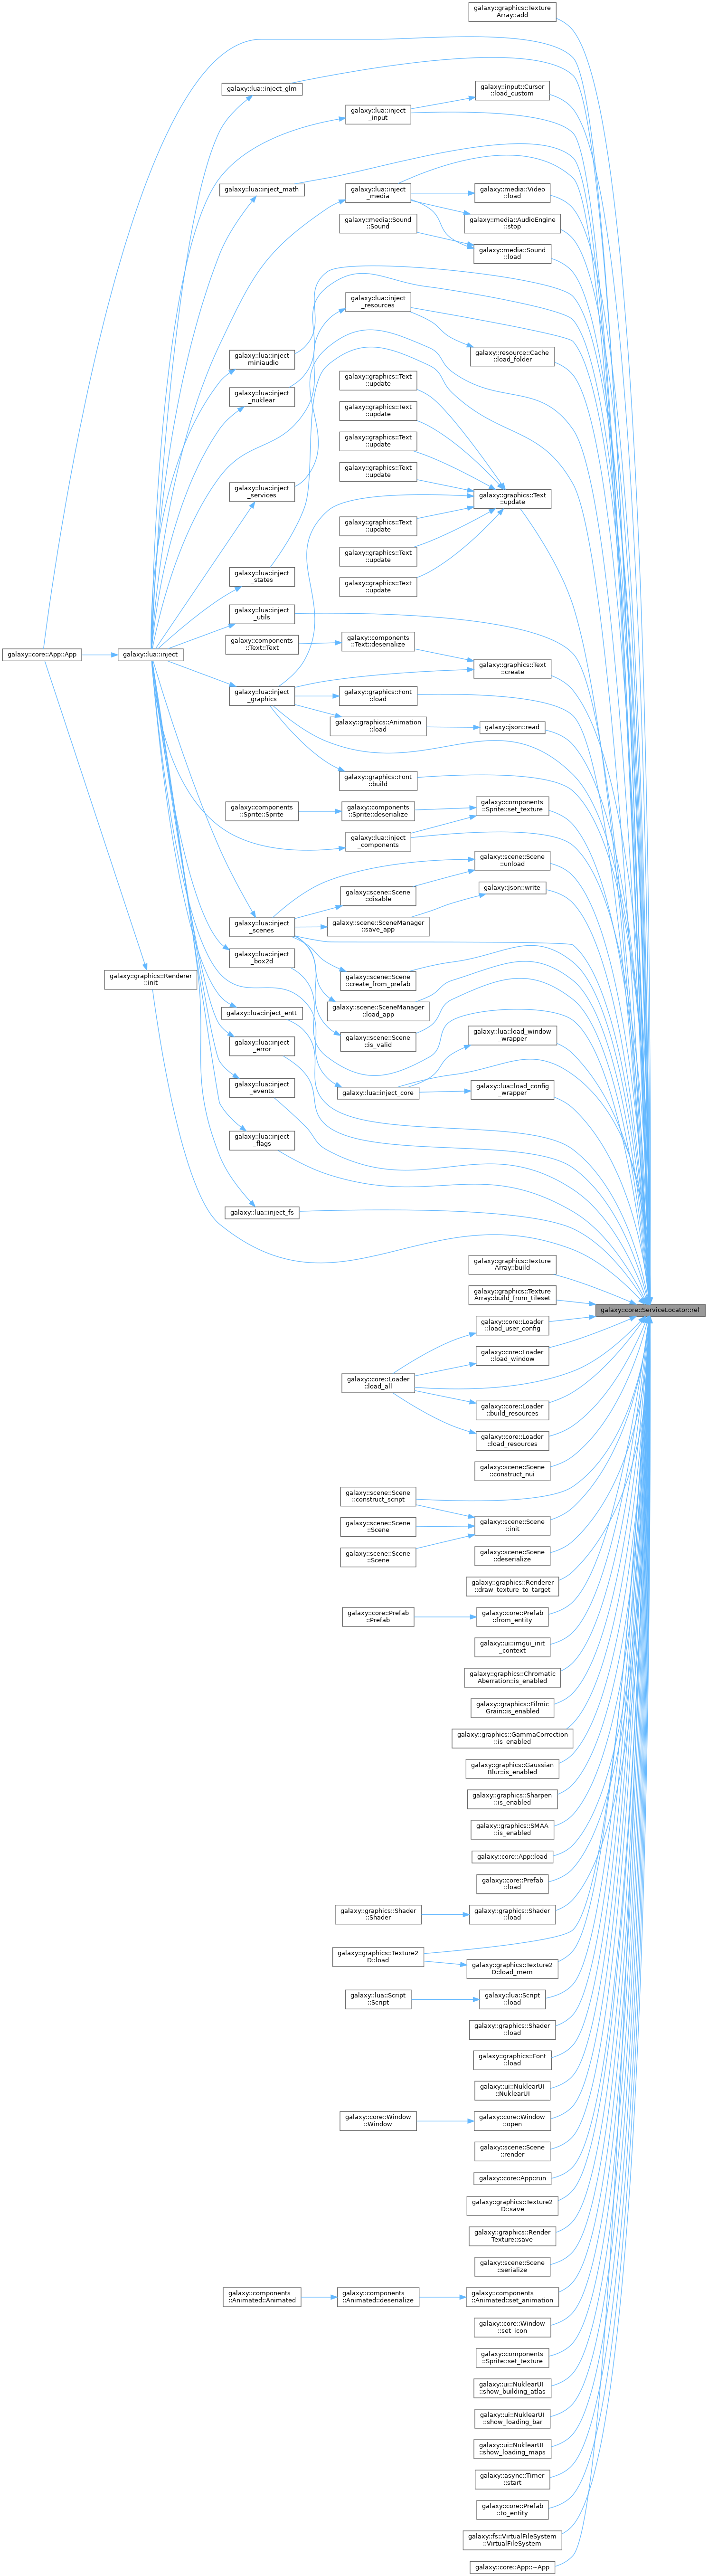 galaxy::graphics::Texture
Array::add
galaxy::lua::inject_glm
galaxy::input::Cursor
::load_custom
galaxy::lua::inject
_input
galaxy::lua::inject_math
galaxy::lua::inject
_media
galaxy::media::Video
::load
galaxy::media::Sound
::Sound
galaxy::media::AudioEngine
::stop
galaxy::media::Sound
::load
galaxy::lua::inject
_resources
galaxy::lua::inject
_miniaudio
galaxy::resource::Cache
::load_folder
galaxy::lua::inject
_nuklear
galaxy::graphics::Text
::update
galaxy::graphics::Text
::update
galaxy::graphics::Text
::update
galaxy::graphics::Text
::update
galaxy::lua::inject
_services
galaxy::graphics::Text
::update
galaxy::graphics::Text
::update
galaxy::graphics::Text
::update
galaxy::graphics::Text
::update
galaxy::lua::inject
_states
galaxy::lua::inject
_utils
galaxy::components
::Text::Text
galaxy::components
::Text::deserialize
galaxy::core::App::App
galaxy::lua::inject
galaxy::graphics::Text
::create
galaxy::lua::inject
_graphics
galaxy::graphics::Font
::load
galaxy::graphics::Animation
::load
galaxy::json::read
galaxy::graphics::Font
::build
galaxy::components
::Sprite::Sprite
galaxy::components
::Sprite::deserialize
galaxy::components
::Sprite::set_texture
galaxy::lua::inject
_components
galaxy::scene::Scene
::unload
galaxy::scene::Scene
::disable
galaxy::json::write
galaxy::lua::inject
_scenes
galaxy::scene::SceneManager
::save_app
galaxy::lua::inject
_box2d
galaxy::graphics::Renderer
::init
galaxy::scene::Scene
::create_from_prefab
galaxy::lua::inject_entt
galaxy::scene::SceneManager
::load_app
galaxy::lua::inject
_error
galaxy::scene::Scene
::is_valid
galaxy::lua::load_window
_wrapper
galaxy::lua::inject
_events
galaxy::lua::inject_core
galaxy::lua::load_config
_wrapper
galaxy::lua::inject
_flags
galaxy::lua::inject_fs
galaxy::graphics::Texture
Array::build
galaxy::graphics::Texture
Array::build_from_tileset
galaxy::core::ServiceLocator::ref
galaxy::core::Loader
::load_user_config
galaxy::core::Loader
::load_window
galaxy::core::Loader
::load_all
galaxy::core::Loader
::build_resources
galaxy::core::Loader
::load_resources
galaxy::scene::Scene
::construct_nui
galaxy::scene::Scene
::construct_script
galaxy::scene::Scene
::Scene
galaxy::scene::Scene
::init
galaxy::scene::Scene
::Scene
galaxy::scene::Scene
::deserialize
galaxy::graphics::Renderer
::draw_texture_to_target
galaxy::core::Prefab
::Prefab
galaxy::core::Prefab
::from_entity
galaxy::ui::imgui_init
_context
galaxy::graphics::Chromatic
Aberration::is_enabled
galaxy::graphics::Filmic
Grain::is_enabled
galaxy::graphics::GammaCorrection
::is_enabled
galaxy::graphics::Gaussian
Blur::is_enabled
galaxy::graphics::Sharpen
::is_enabled
galaxy::graphics::SMAA
::is_enabled
galaxy::core::App::load
galaxy::core::Prefab
::load
galaxy::graphics::Shader
::Shader
galaxy::graphics::Shader
::load
galaxy::graphics::Texture2
D::load
galaxy::graphics::Texture2
D::load_mem
galaxy::lua::Script
::Script
galaxy::lua::Script
::load
galaxy::graphics::Shader
::load
galaxy::graphics::Font
::load
galaxy::ui::NuklearUI
::NuklearUI
galaxy::core::Window
::Window
galaxy::core::Window
::open
galaxy::scene::Scene
::render
galaxy::core::App::run
galaxy::graphics::Texture2
D::save
galaxy::graphics::Render
Texture::save
galaxy::scene::Scene
::serialize
galaxy::components
::Animated::Animated
galaxy::components
::Animated::deserialize
galaxy::components
::Animated::set_animation
galaxy::core::Window
::set_icon
galaxy::components
::Sprite::set_texture
galaxy::ui::NuklearUI
::show_building_atlas
galaxy::ui::NuklearUI
::show_loading_bar
galaxy::ui::NuklearUI
::show_loading_maps
galaxy::async::Timer
::start
galaxy::core::Prefab
::to_entity
galaxy::fs::VirtualFileSystem
::VirtualFileSystem
galaxy::core::App::~App